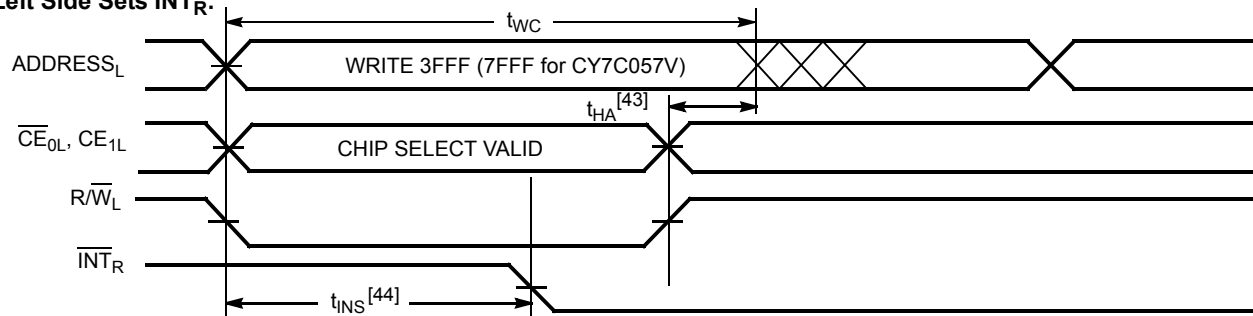 Left Side Sets INTR:
tWC
ADDRESSL
WRITE 3FFF (7FFF for CY7C057V)
tHA[43]
CE0L, CE1L
CHIP SELECT VALID
R/WL
INTR
tINS[44]